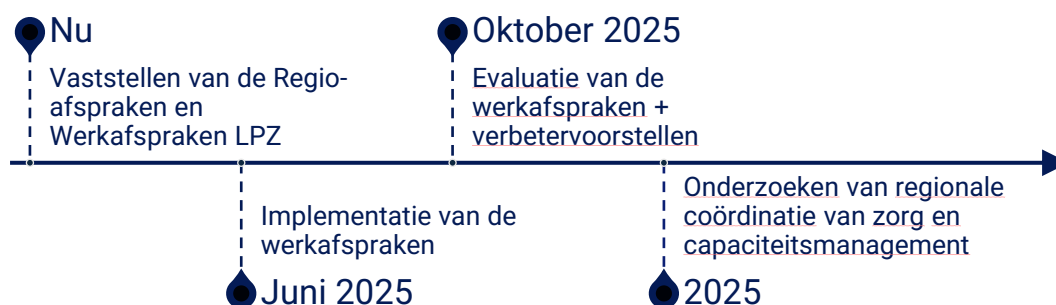 Nu
Vaststellen van de Regio-
afspraken en
Werkafspraken LPZ
Implementatie van de
werkafspraken
Juni 2025
Oktober 2025
Evaluatie van de
werkafspraken +
verbetervoorstellen
Onderzoeken van regionale
coördinatie van zorg en
capaciteitsmanagement
2025